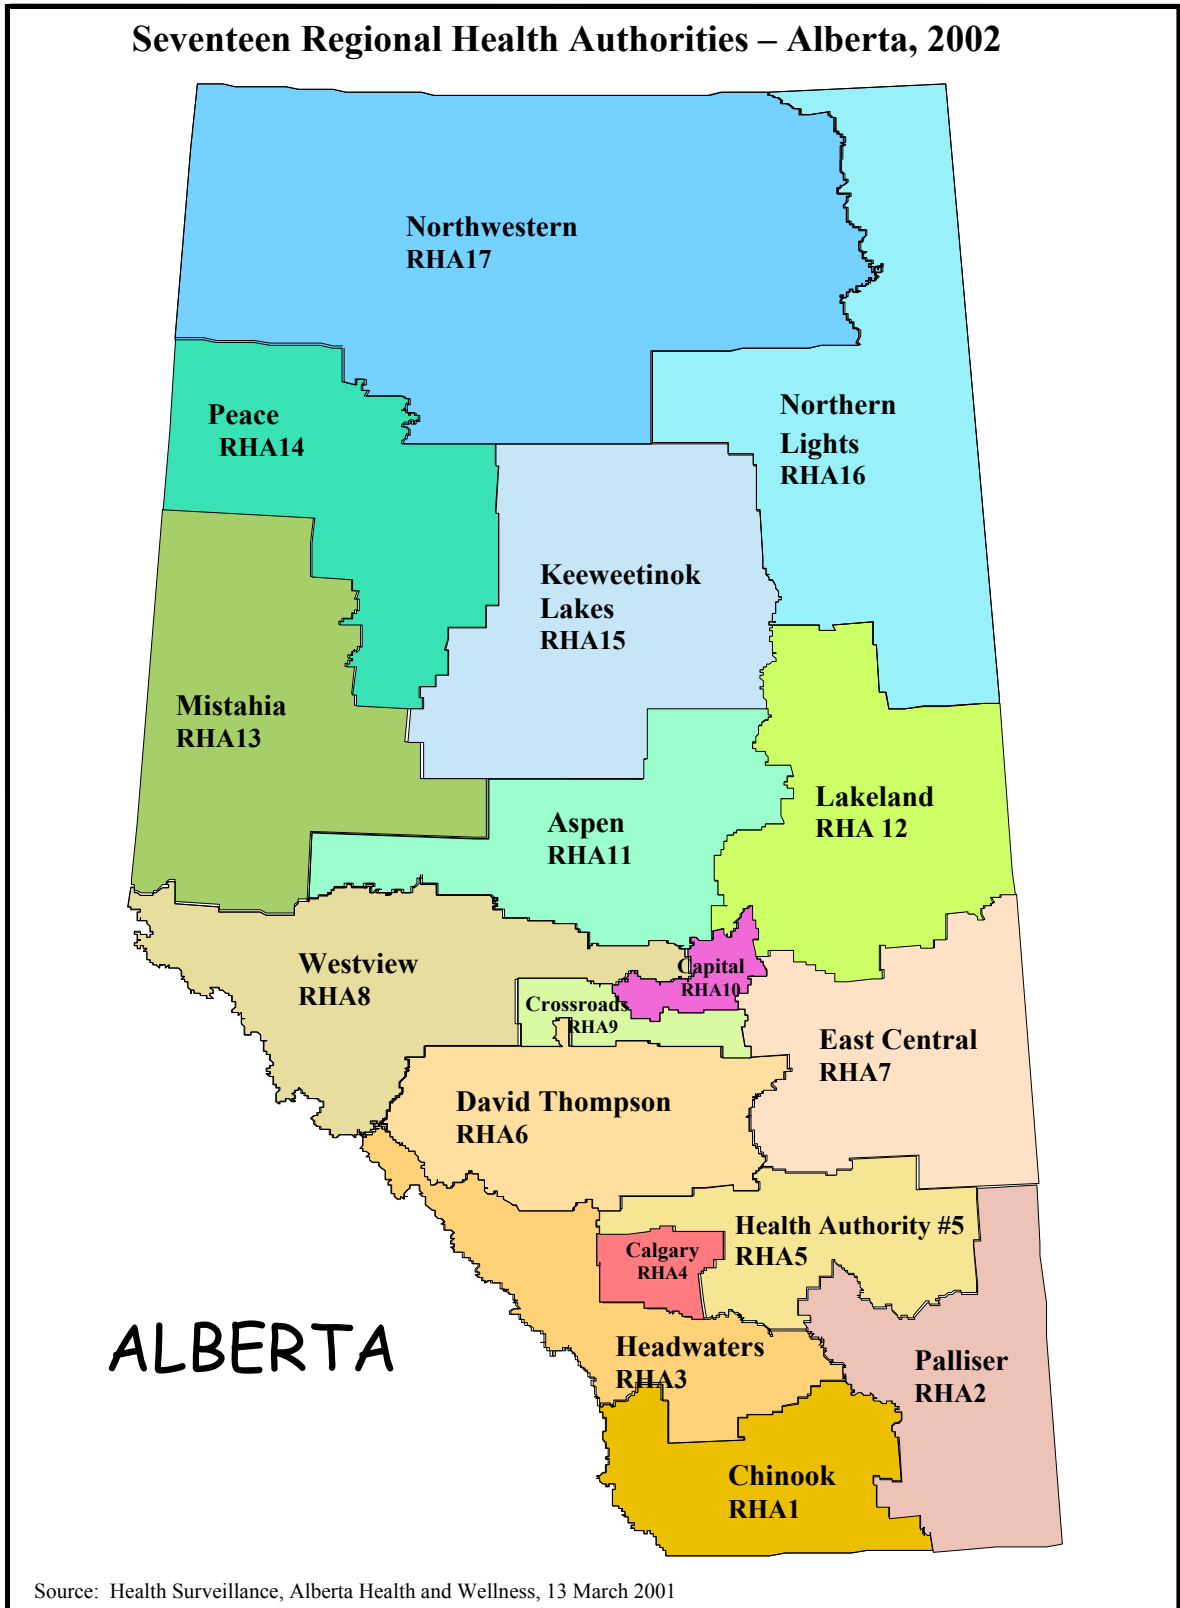 Seventeen Regional Health Authorities – Alberta, 2002
Northwestern
RHA17
Northern
Lights
RHA16
Peace
RHA14
Keeweetinok
Lakes
RHA15
Mistahia
RHA13
Lakeland
RHA 12
Aspen
RHA11
Westview
RHA8
Capital
RHA10
Crossroads
RHA9
East Central
RHA7
David Thompson
RHA6
Health Authority #5
RHA5
Calgary
RHA4
Headwaters
RHA3
Palliser
RHA2
ALBERTA
Chinook
RHA1
Source:  Health Surveillance, Alberta Health and Wellness, 13 March 2001